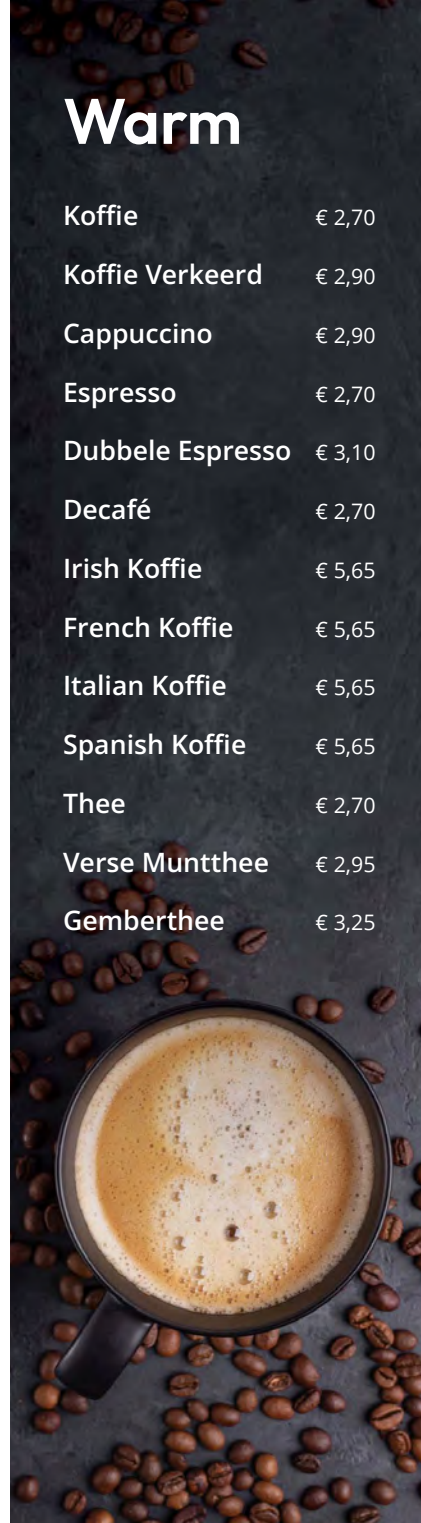 Warm
Koffie € 2,70
Koffie Verkeerd € 2,90
Cappuccino € 2,90
Espresso € 2,70
Dubbele Espresso € 3,10
Decafé € 2,70
Irish Koffie € 5,65
French Koffie € 5,65
Italian Koffie € 5,65
Spanish Koffie € 5,65
Thee € 2,70
Verse Muntthee € 2,95
Gemberthee € 3,25